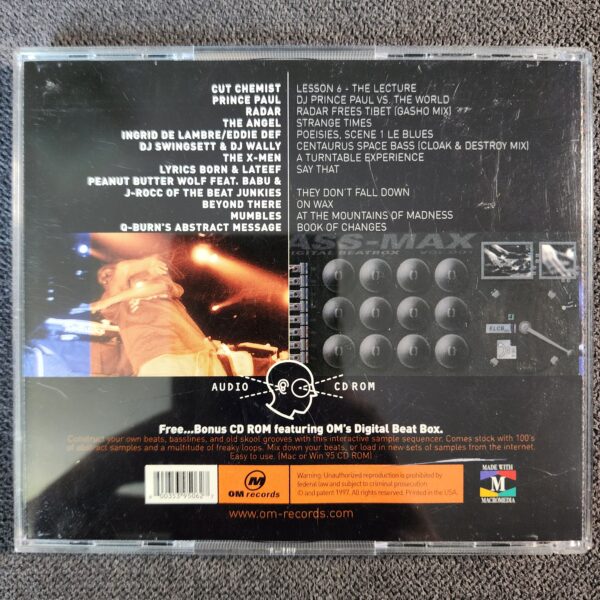 CUT CHEMIST LESSON 6 - THE LECTURE
PRINCE PAUL DJ PRINCE PAUL VS. THE WORLD
RADAR RADAR FREES TIBET (GASHO MIX)
THE ANGEL STRANGE TIMES
INGRID DE LAMBRE/EDDIE DEF POEISIES, SCENE 1 LE BLUES
DJ SWINGSETT & DJ WALLY CENTAURUS SPACE BASS (CLOAK & DESTROY MIX)
THE X-MEN A TURNTABLE EXPERIENCE
LYRICS BORN & LATEEF SAY THAT
PEANUT BUTTER WOLF FEAT. BABU &
J-ROCC OF THE BEAT JUNKIES THEY DON'T FALL DOWN
BEYOND THERE ON WAX
MUMBLES AT THE MOUNTAINS OF MADNESS
Q-BURN'S ABSTRACT MESSAGE BOOK OF CHANGES
ASS-MAX
DIGITAL BEATBOX
AUDIO CDROM
Free...Bonus CD ROM featuring OM's Digital Beat Box.
Construct your own beats, basslines, and old skool grooves with this interactive sample sequencer. Comes stock with 100's
of abstract samples and a multitude of freaky loops. Mix down your beats, or load in new-sets of samples from the internet.
Easy to use. (Mac or Win 95 CD ROM)
OM records
Warning: Unauthorized reproduction is prohibited by
federal law and subject to criminal prosecution.
© and patent 1997. All rights reserved. Printed in the USA.
MADE WITH
M
MACROMEDIA
www.om-records.com